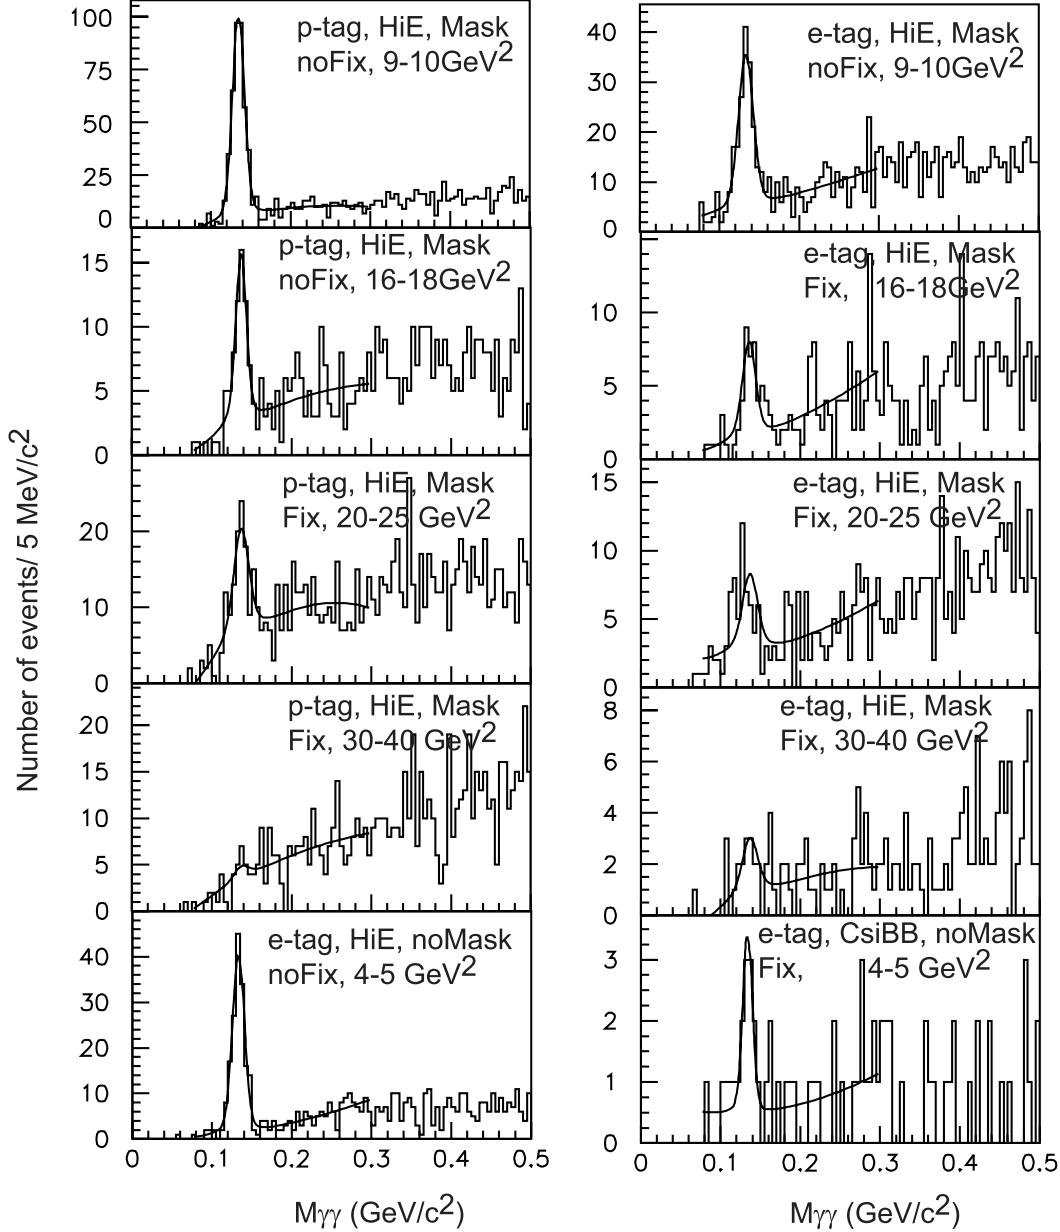 Number of events/ 5 MeV/c2
p-tag, HiE, Mask
noFix, 9-10GeV2
100
75
50
25
0
e-tag, HiE, Mask
noFix, 9-10GeV2
40
30
20
10
0
p-tag, HiE, Mask
noFix, 16-18GeV2
15
10
5
0
e-tag, HiE, Mask
Fix, 16-18GeV2
10
5
0
p-tag, HiE, Mask
Fix, 20-25 GeV2
20
10
0
e-tag, HiE, Mask
Fix, 20-25 GeV2
15
10
5
0
p-tag, HiE, Mask
Fix, 30-40 GeV2
20
15
10
5
0
e-tag, HiE, Mask
Fix, 30-40 GeV2
8
6
4
2
0
e-tag, HiE, noMask
noFix, 4-5 GeV2
40
30
20
10
0
e-tag, CsiBB, noMask
Fix, 4-5 GeV2
3
2
1
0
0 0.1 0.2 0.3 0.4 0.5
0 0.1 0.2 0.3 0.4 0.5
Mγγ (GeV/c2)
Mγγ (GeV/c2)